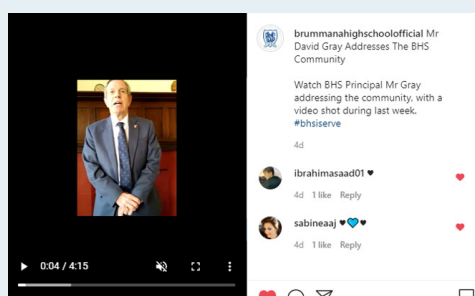 brummanahighschoolofficial Mr
David Gray Addresses The BHS
Community
Watch BHS Principal Mr Gray
addressing the community, with a
video shot during last week.
#bhsiserve
4d
ibrahimasaad01 ♥
4d 1 like Reply
sabineaaj ♥💙♥
4d 1 like Reply
0:04 / 4:15